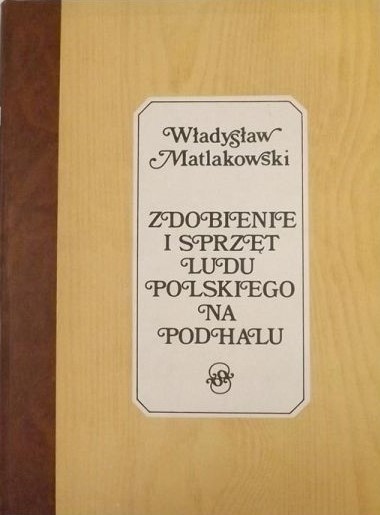 Władysław
Matlakowski
ZDOBIENIE
I SPRZĘT
LUDU
POLSKIEGO
NA
PODHALU